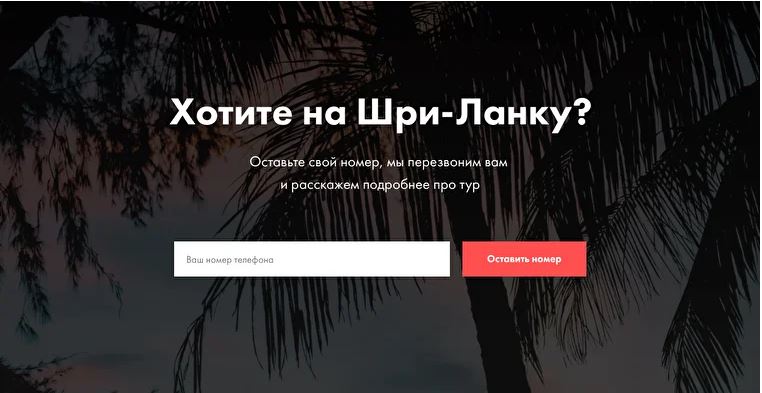 Хотите на Шри-Ланку?
Оставьте свой номер, мы перезвоним вам
и расскажем подробнее про тур
Ваш номер телефона
Оставить номер